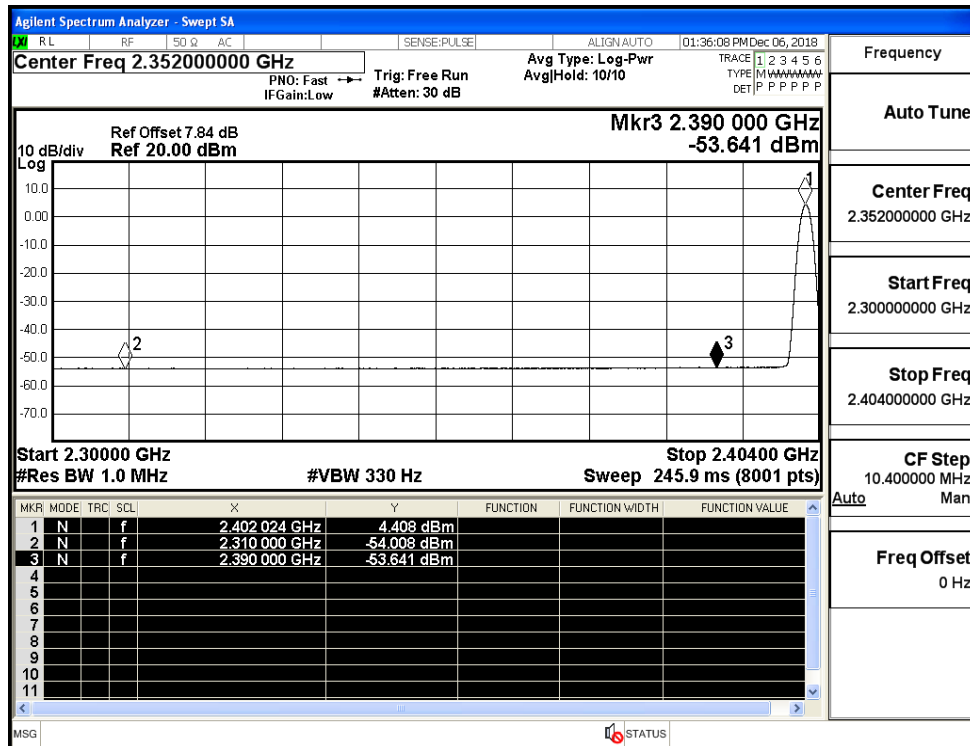 Agilent Spectrum Analyzer - Swept SA
LXI RL RF 50 Ω AC SENSE:PULSE ALIGN AUTO 01:36:08 PM Dec 06, 2018
Center Freq 2.352000000 GHz
PNO: Fast
IFGain:Low
Trig: Free Run
#Atten: 30 dB
Avg Type: Log-Pwr
Avg|Hold: 10/10
TRACE 1 2 3 4 5 6
TYPE M W W W W W
DET P P P P P P
Mkr3 2.390 000 GHz
-53.641 dBm
Ref Offset 7.84 dB
10 dB/div Ref 20.00 dBm
Log
10.0
0.00
-10.0
-20.0
-30.0
-40.0
-50.0
-60.0
-70.0
1
2
3
Start 2.30000 GHz Stop 2.40400 GHz
#Res BW 1.0 MHz #VBW 330 Hz Sweep 245.9 ms (8001 pts)
MKR MODE TRC SCL X Y FUNCTION FUNCTION WIDTH FUNCTION VALUE
1 N f 2.402 024 GHz 4.408 dBm
2 N f 2.310 000 GHz -54.008 dBm
3 N f 2.390 000 GHz -53.641 dBm
4
5
6
7
8
9
10
11
MSG STATUS
Frequency
Auto Tune
Center Freq
2.352000000 GHz
Start Freq
2.300000000 GHz
Stop Freq
2.404000000 GHz
CF Step
10.400000 MHz
Auto Man
Freq Offset
0 Hz